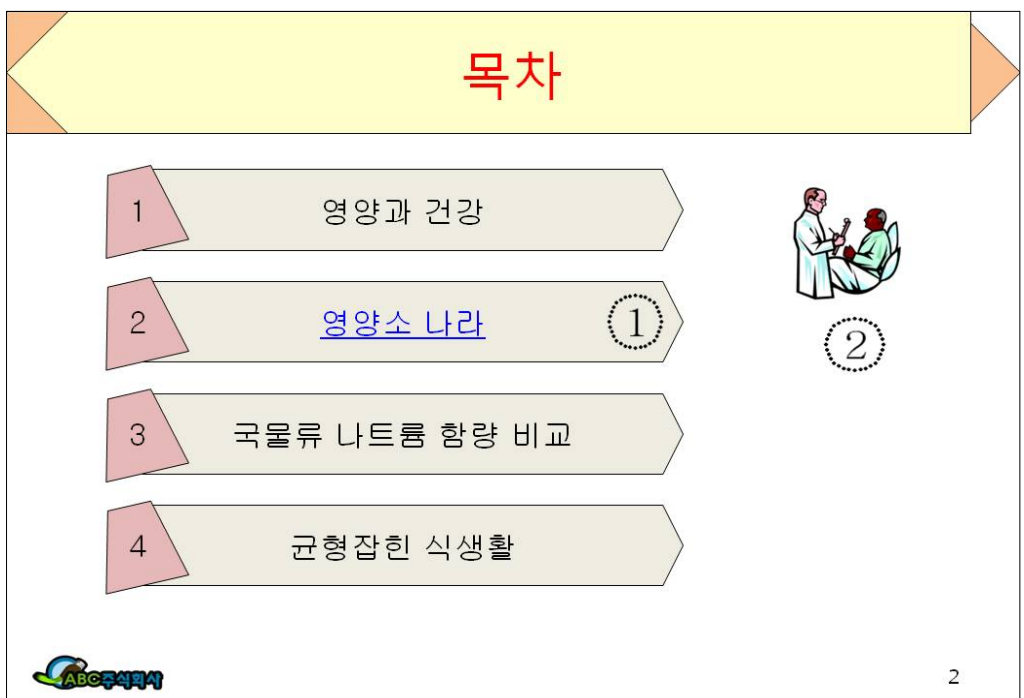 목차
1 영양과 건강
2 영양소 나라 ①
②
3 국물류 나트륨 함량 비교
4 균형잡힌 식생활
ABC주식회사
2